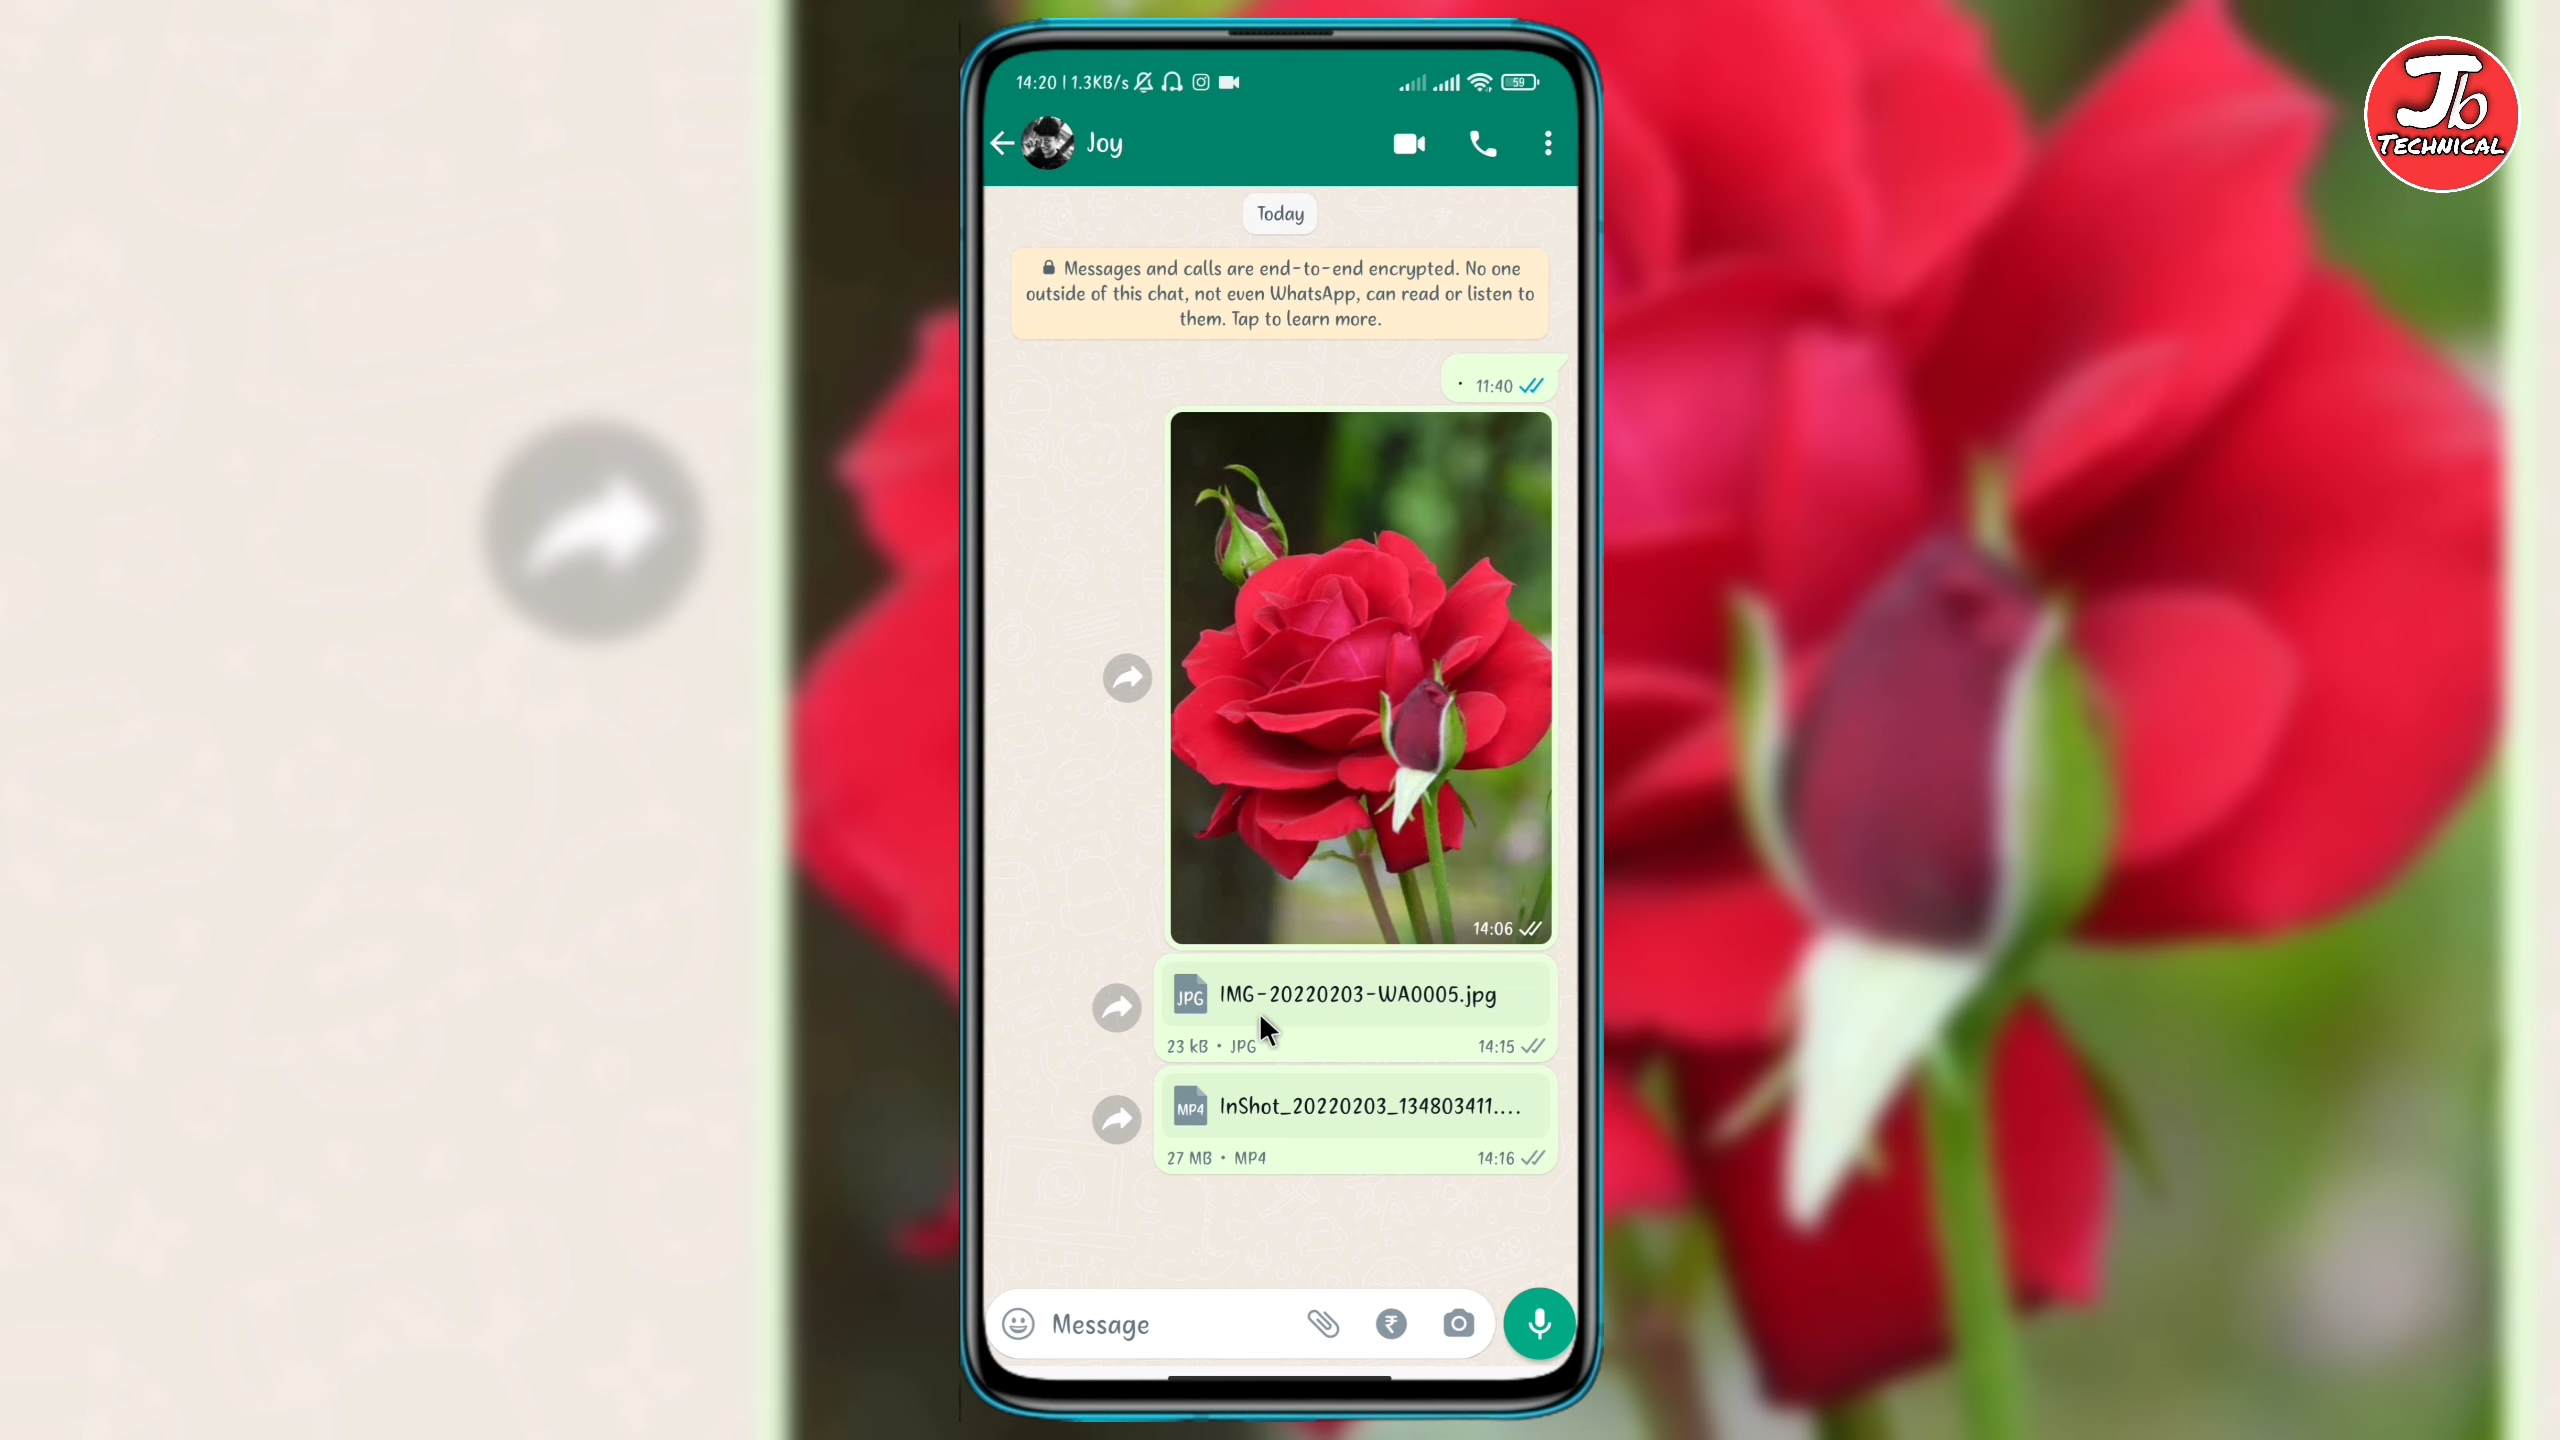 Jb
TECHNICAL
14:20 | 1.3KB/s
59
Joy
Today
Messages and calls are end-to-end encrypted. No one
outside of this chat, not even WhatsApp, can read or listen to
them. Tap to learn more.
. 11:40
14:06
JPG IMG-20220203-WA0005.jpg
23 kB · JPG 14:15
MP4 InShot_20220203_134803411....
27 MB · MP4 14:16
Message